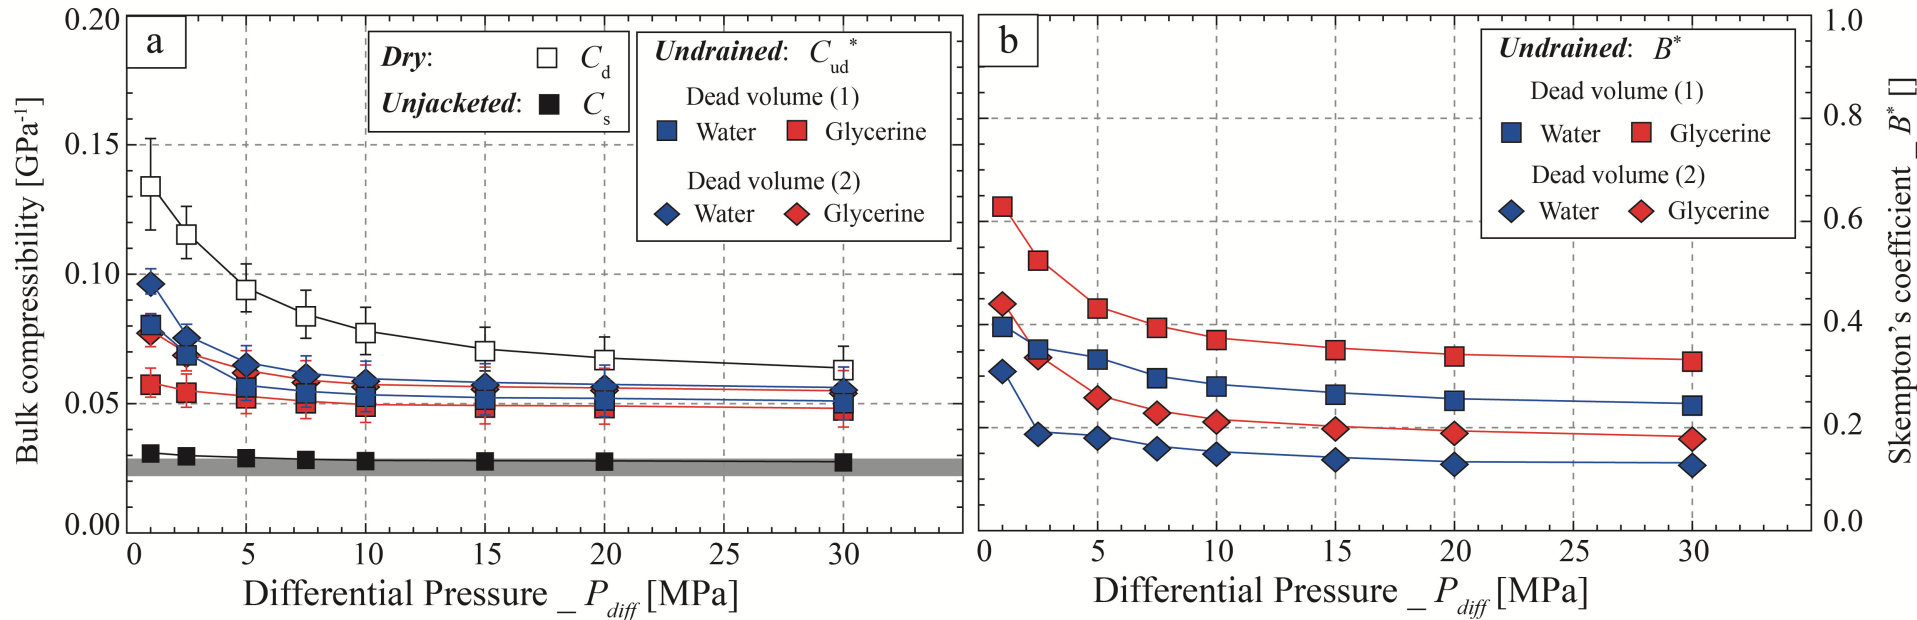 a
Dry: C_d
Unjacketed: C_s
Undrained: C_ud^*
Dead volume (1)
Water Glycerine
Dead volume (2)
Water Glycerine
0.20
0.15
0.10
0.05
0.00
Bulk compressibility [GPa^-1]
0 5 10 15 20 25 30
Differential Pressure _ P_diff [MPa]
b
Undrained: B^*
Dead volume (1)
Water Glycerine
Dead volume (2)
Water Glycerine
1.0
0.8
0.6
0.4
0.2
0.0
Skempton's coefficient _ B^* []
0 5 10 15 20 25 30
Differential Pressure _ P_diff [MPa]